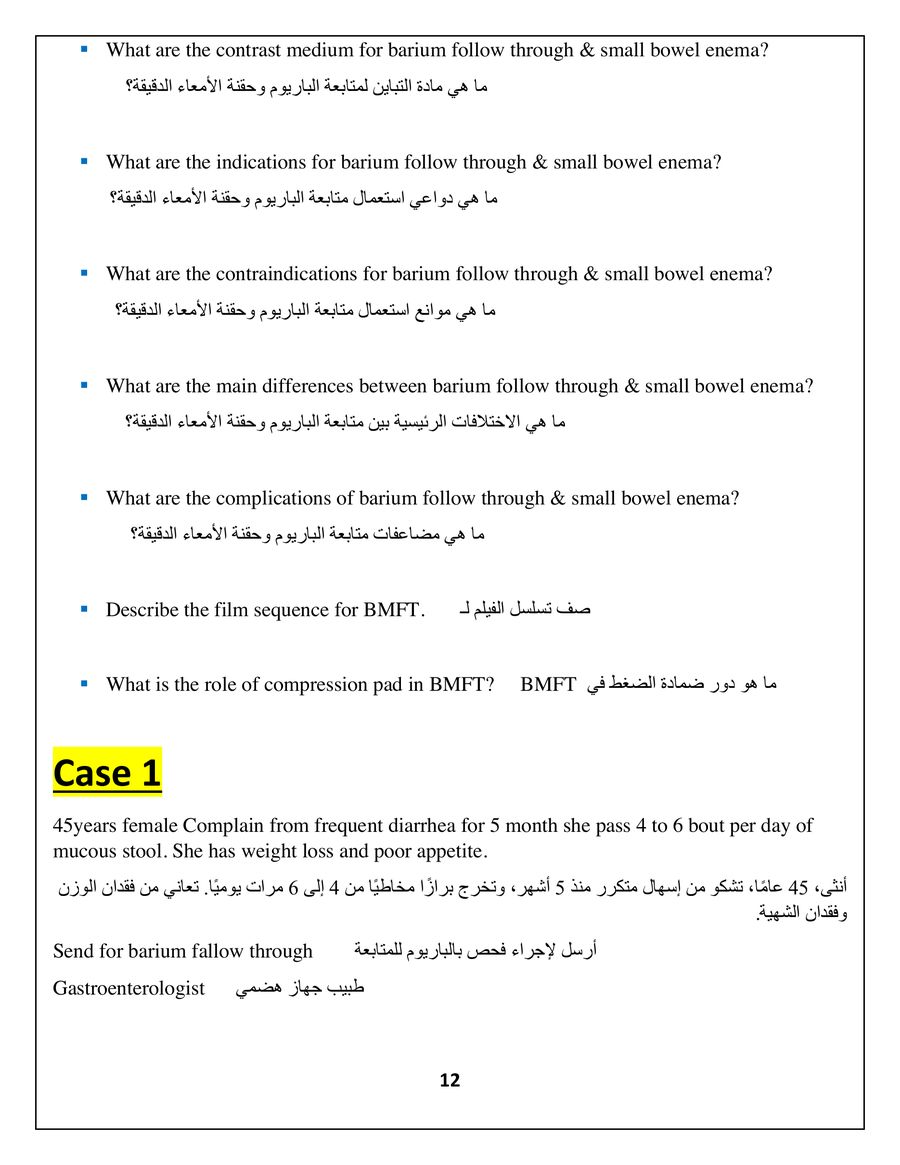 ▪ What are the contrast medium for barium follow through & small bowel enema?
ما هي مادة التباين لمتابعة الباريوم وحقنة الأمعاء الدقيقة؟
▪ What are the indications for barium follow through & small bowel enema?
ما هي دواعي استعمال متابعة الباريوم وحقنة الأمعاء الدقيقة؟
▪ What are the contraindications for barium follow through & small bowel enema?
ما هي موانع استعمال متابعة الباريوم وحقنة الأمعاء الدقيقة؟
▪ What are the main differences between barium follow through & small bowel enema?
ما هي الاختلافات الرئيسية بين متابعة الباريوم وحقنة الأمعاء الدقيقة؟
▪ What are the complications of barium follow through & small bowel enema?
ما هي مضاعفات متابعة الباريوم وحقنة الأمعاء الدقيقة؟
▪ Describe the film sequence for BMFT. صف تسلسل الفيلم لـ
▪ What is the role of compression pad in BMFT? ما هو دور ضمادة الضغط في BMFT
Case 1
45years female Complain from frequent diarrhea for 5 month she pass 4 to 6 bout per day of
mucous stool. She has weight loss and poor appetite.
أنثى، 45 عامًا، تشكو من إسهال متكرر منذ 5 أشهر، وتخرج برازًا مخاطيًا من 4 إلى 6 مرات يوميًا. تعاني من فقدان الوزن
وفقدان الشهية.
Send for barium fallow through أرسل لإجراء فحص بالباريوم للمتابعة
Gastroenterologist طبيب جهاز هضمي
12